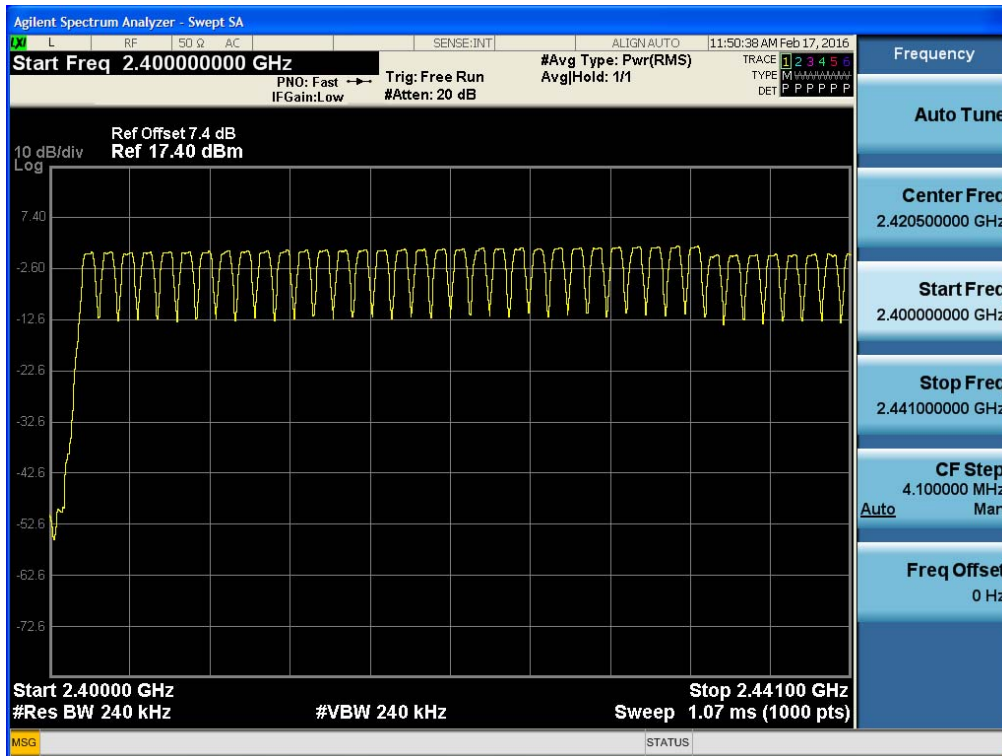 Agilent Spectrum Analyzer - Swept SA
LXI L RF 50 Ω AC SENSE:INT ALIGN AUTO 11:50:38 AM Feb 17, 2016
Start Freq 2.400000000 GHz
PNO: Fast
IFGain:Low
Trig: Free Run
#Atten: 20 dB
#Avg Type: Pwr(RMS)
Avg|Hold: 1/1
TRACE 1 2 3 4 5 6
TYPE M WWWWW
DET P P P P P P
Ref Offset 7.4 dB
10 dB/div Ref 17.40 dBm
Log
7.40
-2.60
-12.6
-22.6
-32.6
-42.6
-52.6
-62.6
-72.6
Start 2.40000 GHz Stop 2.44100 GHz
#Res BW 240 kHz #VBW 240 kHz Sweep 1.07 ms (1000 pts)
MSG STATUS
Frequency
Auto Tune
Center Freq
2.420500000 GHz
Start Freq
2.400000000 GHz
Stop Freq
2.441000000 GHz
CF Step
4.100000 MHz
Auto Man
Freq Offset
0 Hz